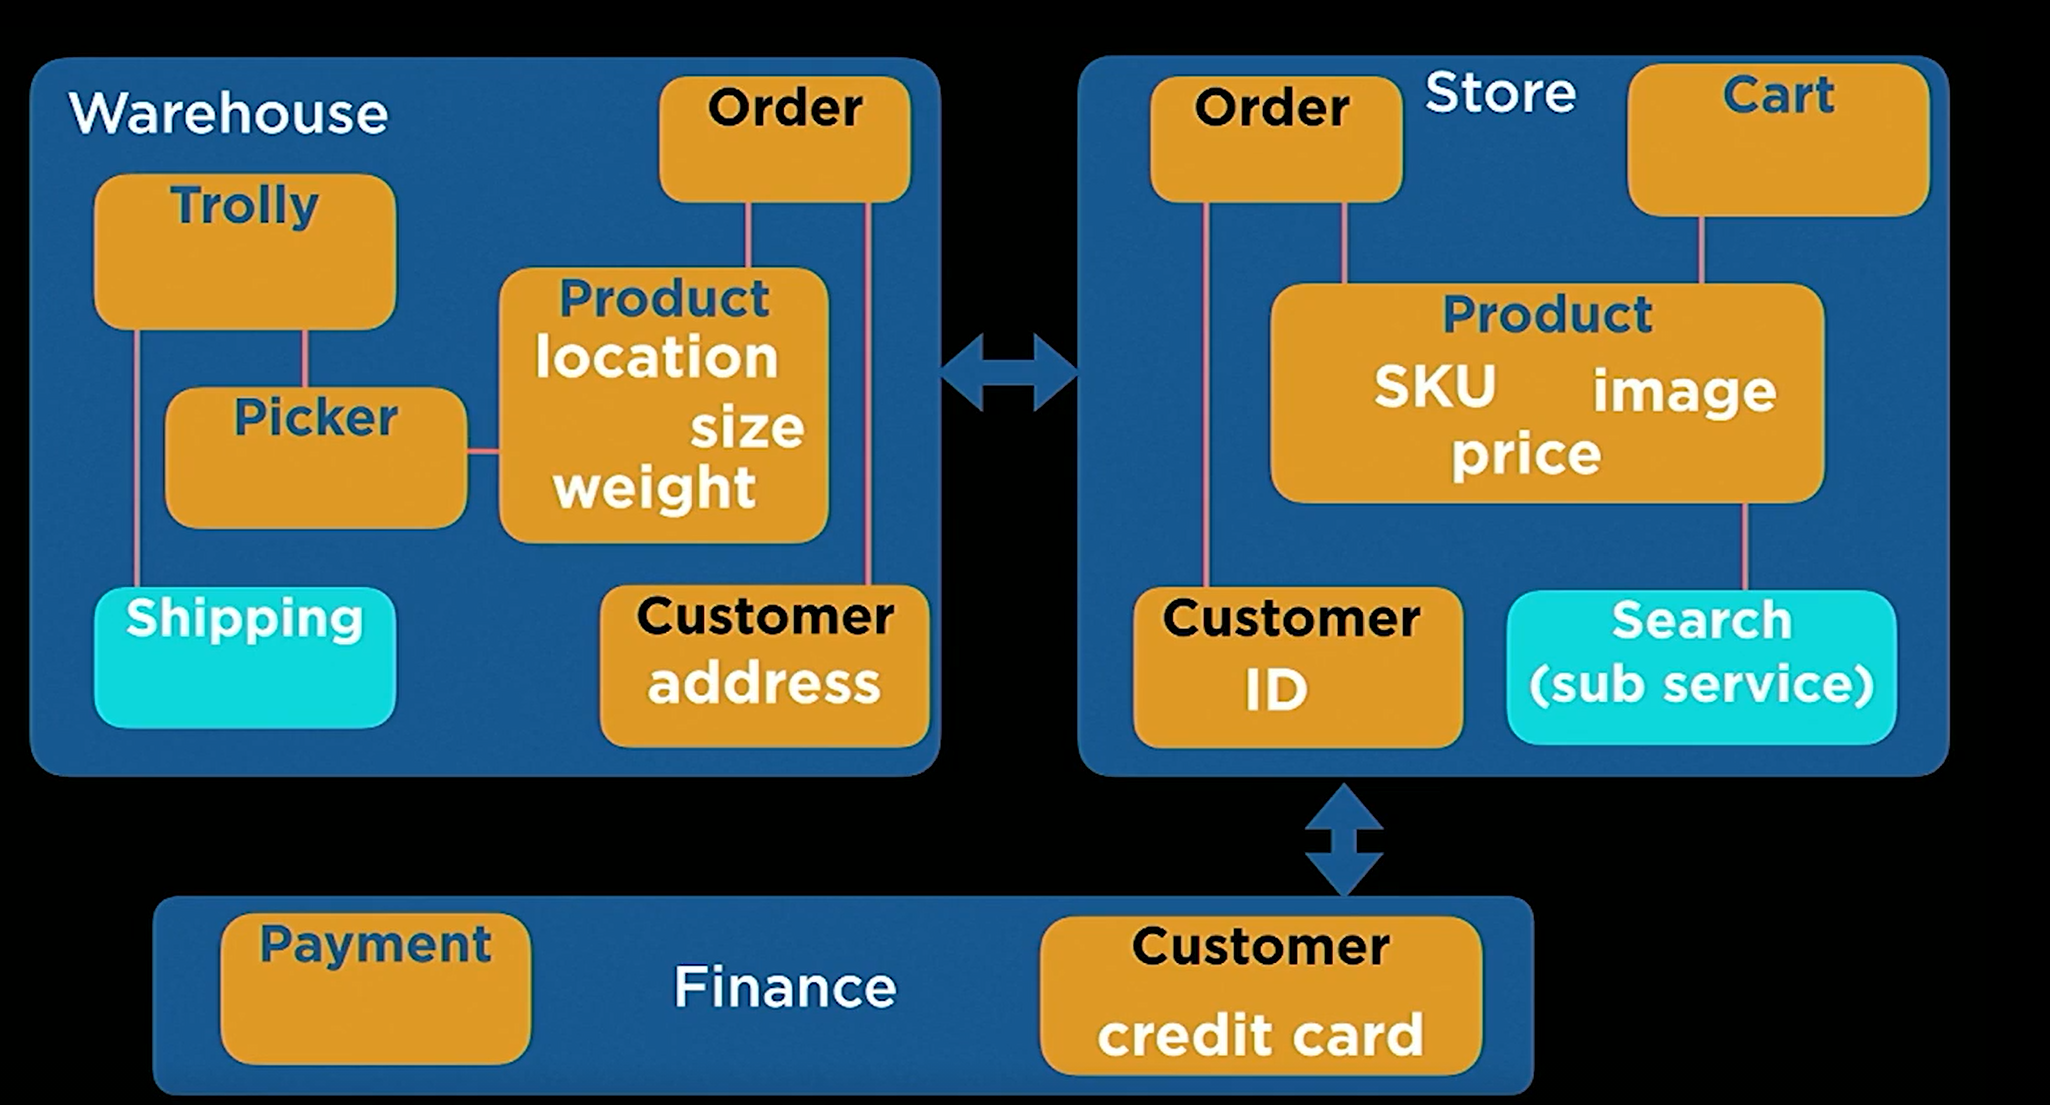 Warehouse
Order
Trolly
Product
location
size
weight
Picker
Shipping
Customer
address
Order
Store
Cart
Product
SKU image
price
Customer
ID
Search
(sub service)
Payment
Finance
Customer
credit card